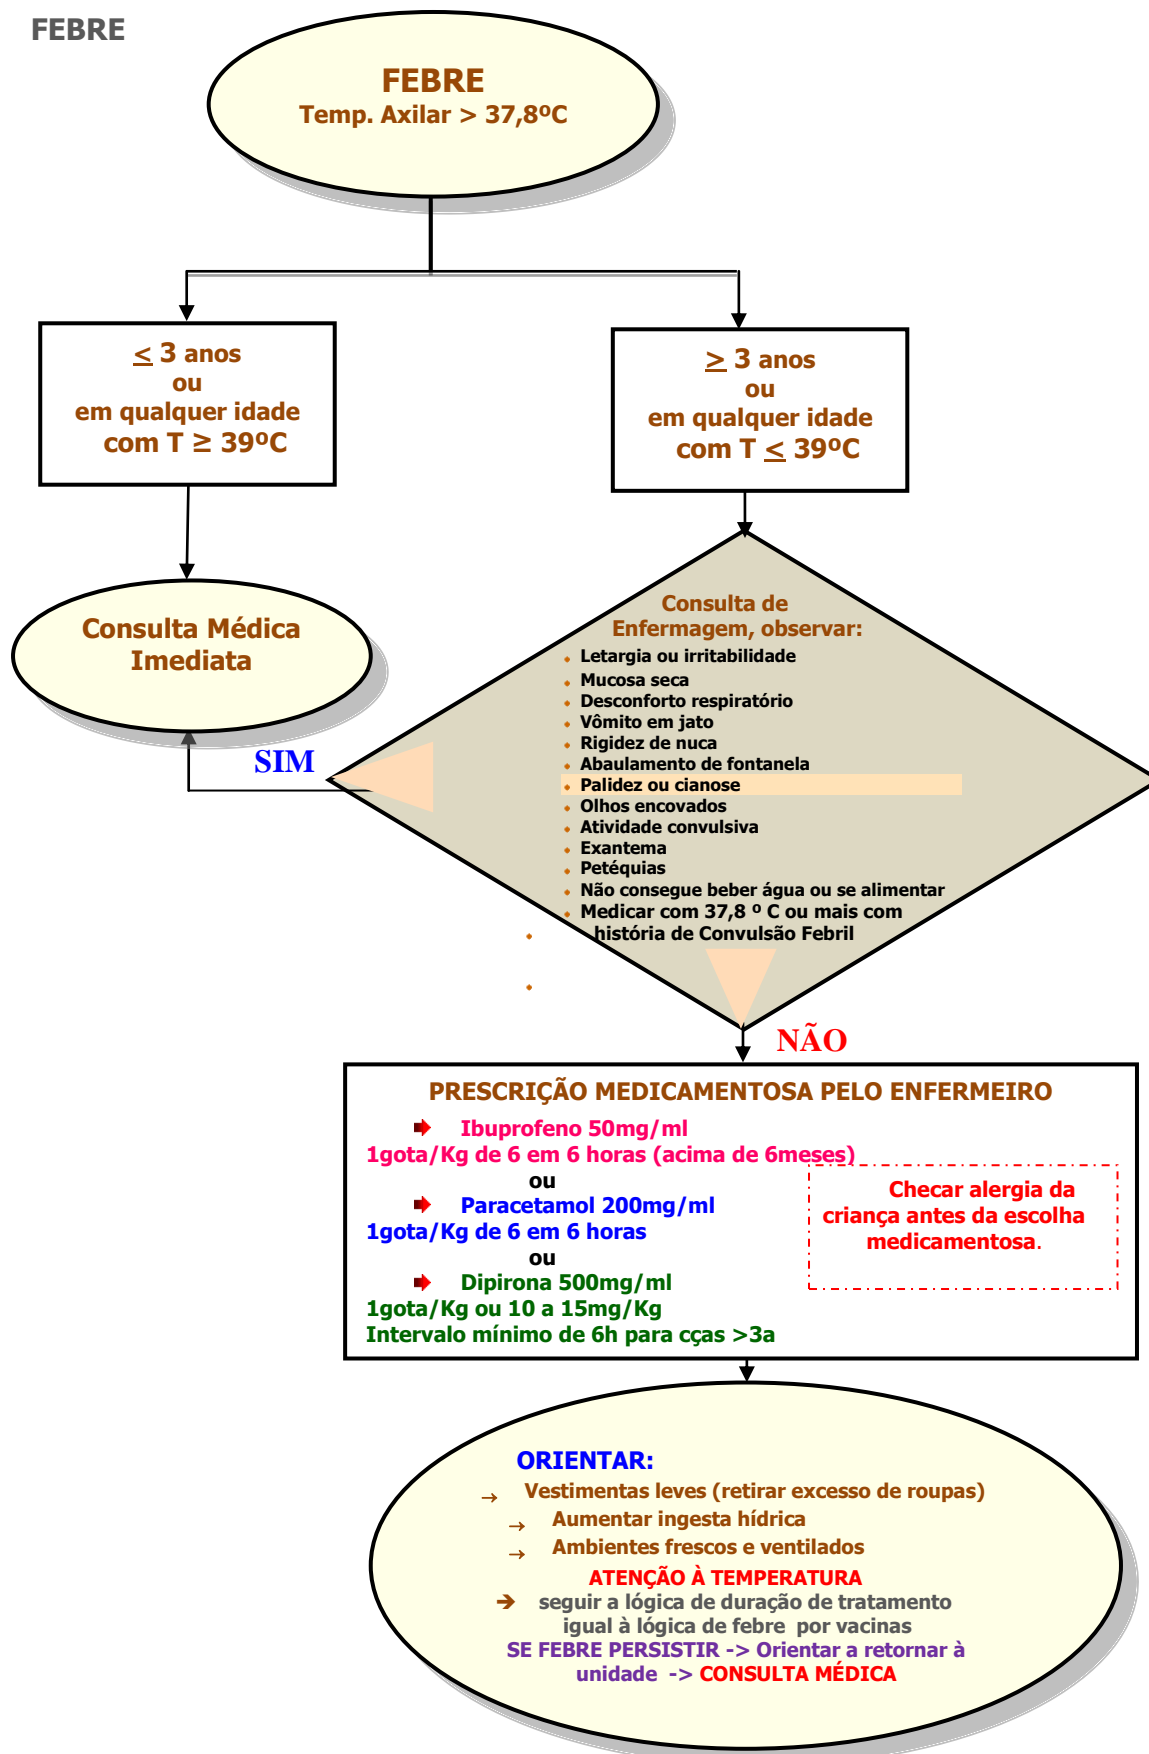 FEBRE
FEBRE
Temp. Axilar > 37,8ºC
≤ 3 anos
ou
em qualquer idade
com T ≥ 39ºC
≥ 3 anos
ou
em qualquer idade
com T ≤ 39ºC
Consulta Médica
Imediata
SIM
Consulta de
Enfermagem, observar:
Letargia ou irritabilidade
Mucosa seca
Desconforto respiratório
Vômito em jato
Rigidez de nuca
Abaulamento de fontanela
Palidez ou cianose
Olhos encovados
Atividade convulsiva
Exantema
Petéquias
Não consegue beber água ou se alimentar
Medicar com 37,8 º C ou mais com
história de Convulsão Febril
NÃO
PRESCRIÇÃO MEDICAMENTOSA PELO ENFERMEIRO
Ibuprofeno 50mg/ml
1gota/Kg de 6 em 6 horas (acima de 6meses)
ou
Paracetamol 200mg/ml
1gota/Kg de 6 em 6 horas
ou
Dipirona 500mg/ml
1gota/Kg ou 10 a 15mg/Kg
Intervalo mínimo de 6h para cças >3a
Checar alergia da
criança antes da escolha
medicamentosa.
ORIENTAR:
→ Vestimentas leves (retirar excesso de roupas)
→ Aumentar ingesta hídrica
→ Ambientes frescos e ventilados
ATENÇÃO À TEMPERATURA
➔ seguir a lógica de duração de tratamento
igual à lógica de febre por vacinas
SE FEBRE PERSISTIR -> Orientar a retornar à
unidade -> CONSULTA MÉDICA